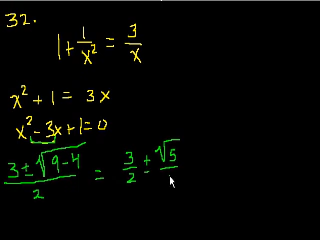 32.
1 + 1/x² = 3/x
x² + 1 = 3x
x² - 3x + 1 = 0
(3 ± √(9 - 4))/2 = 3/2 ± √5/